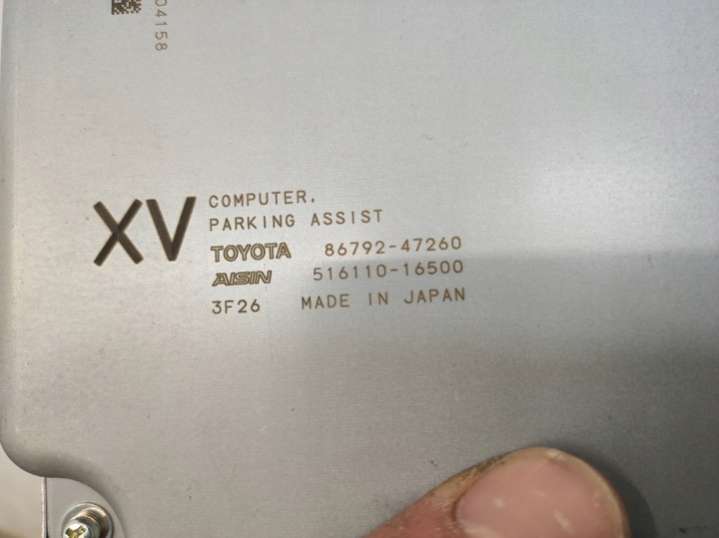 04158
XV
COMPUTER.
PARKING ASSIST
TOYOTA 86792-47260
AISIN 516110-16500
3F26 MADE IN JAPAN